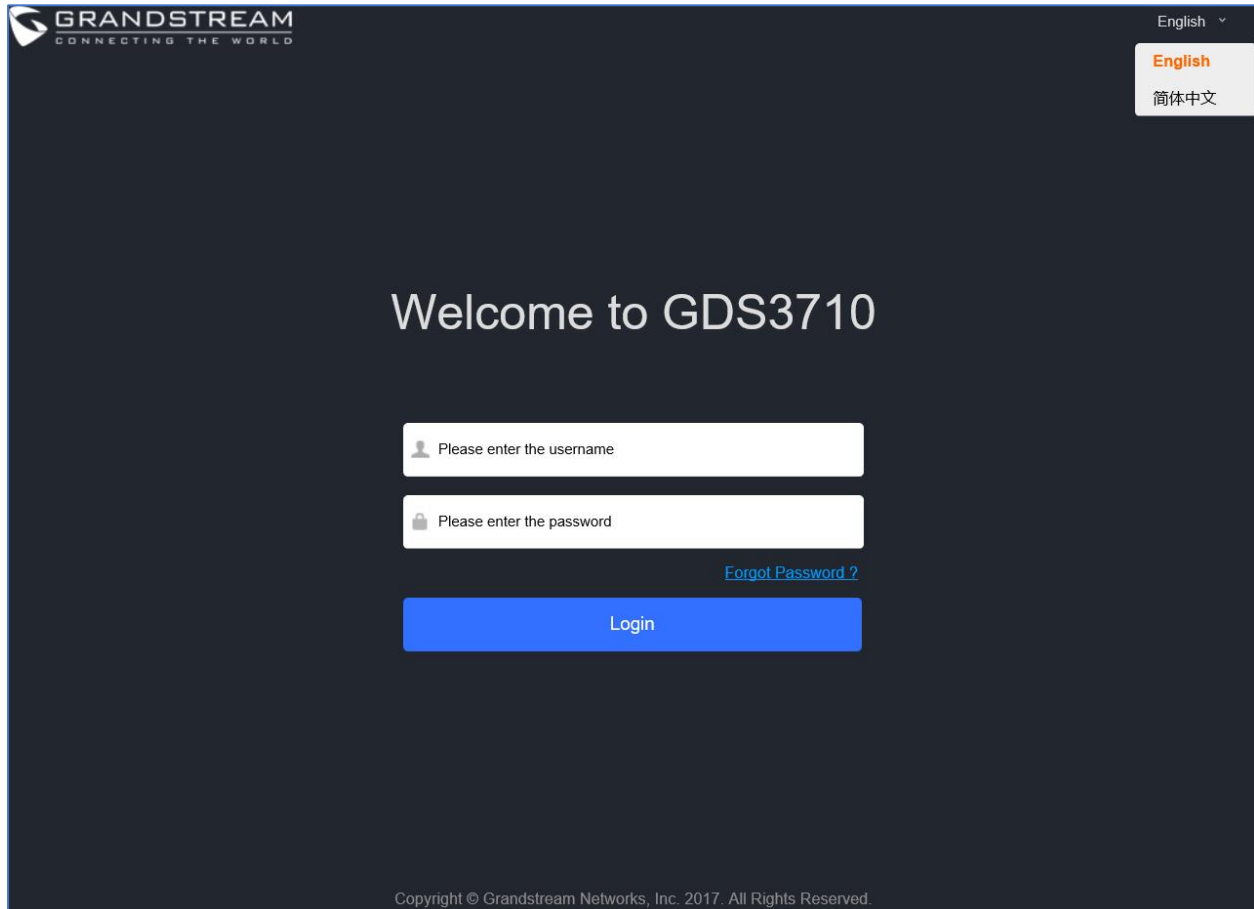 GRANDSTREAM
CONNECTING THE WORLD
English
English
简体中文
Welcome to GDS3710
Please enter the username
Please enter the password
Forgot Password ?
Login
Copyright © Grandstream Networks, Inc. 2017. All Rights Reserved.